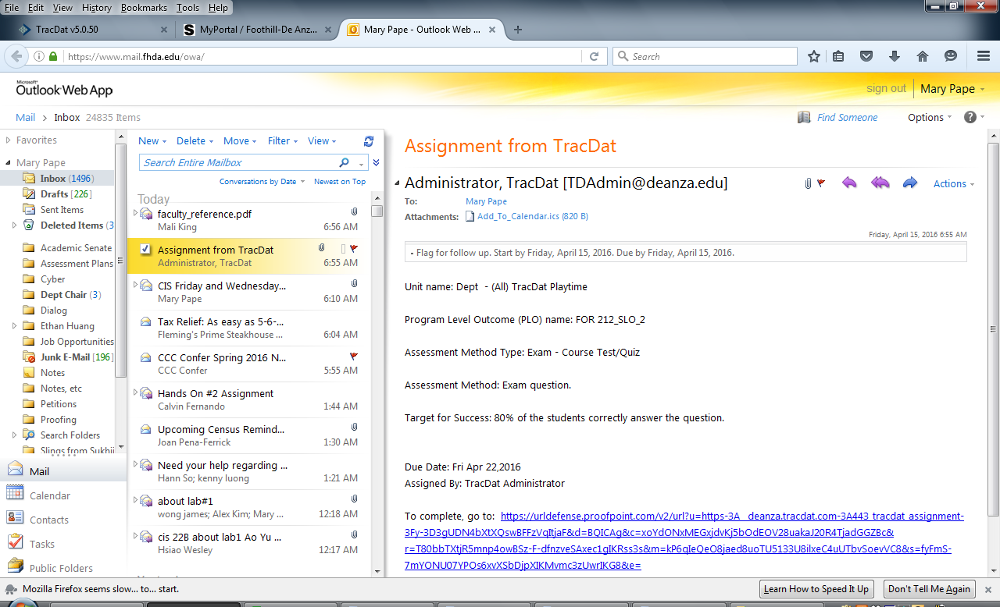 File Edit View History Bookmarks Tools Help
TracDat v5.0.50
MyPortal / Foothill-De Anz...
Mary Pape - Outlook Web ...
https://www.mail.fhda.edu/owa/
Search
Microsoft®
Outlook Web App
sign out
Mary Pape
Mail > Inbox 24835 Items
Find Someone
Options
Favorites
Mary Pape
Inbox (1496)
Drafts [226]
Sent Items
Deleted Items (3
Academic Senate
Assessment Plans
Cyber
Dept Chair (3)
Dialog
Ethan Huang
Job Opportunities
Junk E-Mail [196]
Notes
Notes, etc
Petitions
Proofing
Search Folders
Slings from Sukhji
Mail
Calendar
Contacts
Tasks
Public Folders
New Delete Move Filter View
Search Entire Mailbox
Conversations by Date Newest on Top
Today
faculty_reference.pdf
Mali King 6:56 AM
Assignment from TracDat
Administrator, TracDat 6:55 AM
CIS Friday and Wednesday...
Mary Pape 6:10 AM
Tax Relief: As easy as 5-6-...
Fleming's Prime Steakhouse ... 6:04 AM
CCC Confer Spring 2016 N...
CCC Confer 5:55 AM
Hands On #2 Assignment
Calvin Fernando 1:44 AM
Upcoming Census Remind...
Joan Pena-Ferrick 1:30 AM
Need your help regarding ...
Hann So; kenny luong 1:21 AM
about lab#1
wong james; Alex Kim; Mary ... 12:18 AM
cis 22B about lab1 Ao Yu ...
Hsiao Wesley 12:17 AM
Assignment from TracDat
Administrator, TracDat [TDAdmin@deanza.edu]
Actions
To: Mary Pape
Attachments: Add_To_Calendar.ics (820 B)
Friday, April 15, 2016 6:55 AM
- Flag for follow up. Start by Friday, April 15, 2016. Due by Friday, April 15, 2016.
Unit name: Dept - (All) TracDat Playtime
Program Level Outcome (PLO) name: FOR 212_SLO_2
Assessment Method Type: Exam - Course Test/Quiz
Assessment Method: Exam question.
Target for Success: 80% of the students correctly answer the question.
Due Date: Fri Apr 22,2016
Assigned By: TracDat Administrator
To complete, go to: https://urldefense.proofpoint.com/v2/url?u=https-3A__deanza.tracdat.com-3A443_tracdat_assignment-
3Fy-3D3gUDN4bXtXQswBFFzVqItjaF&d=BQICAg&c=xoYdONxMEGxjdvKj5bOdEOV28uakaJ20R4TjadGGZBc&
r=T80bbTXtjR5mnp4owBSz-F-dfnzveSAxec1gIKRss3s&m=kP6qIeQeO8jaed8uoTU5133U8ilxeC4uUTbvSoevVC8&s=fyFmS-
7mYONU07YPOs6xvXSbDjpXIKMvmc3zUwrIKG8&e=
Mozilla Firefox seems slow... to... start.
Learn How to Speed It Up
Don't Tell Me Again